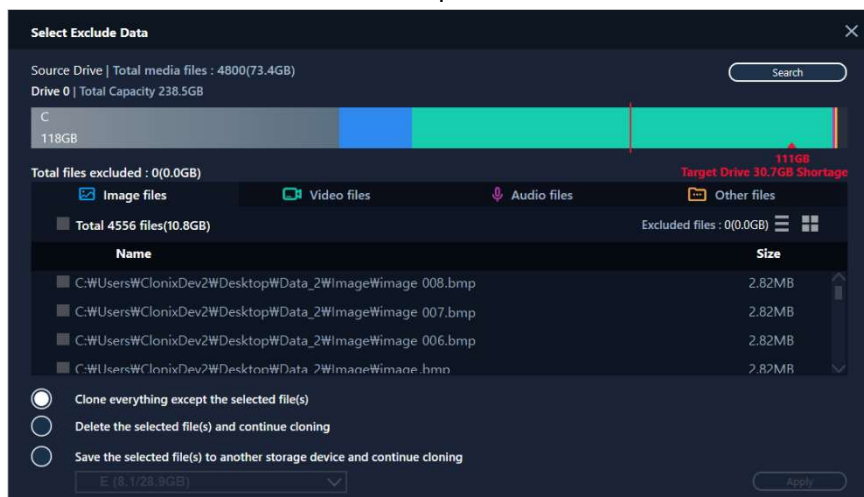 Select Exclude Data
Source Drive | Total media files : 4800(73.4GB)
Search
Drive 0 | Total Capacity 238.5GB
C
118GB
111GB
Total files excluded : 0(0.0GB)
Target Drive 30.7GB Shortage
Image files
Video files
Audio files
Other files
Total 4556 files(10.8GB)
Excluded files : 0(0.0GB)
Name
Size
C:₩Users₩ClonixDev2₩Desktop₩Data_2₩Image₩image 008.bmp
2.82MB
C:₩Users₩ClonixDev2₩Desktop₩Data_2₩Image₩image 007.bmp
2.82MB
C:₩Users₩ClonixDev2₩Desktop₩Data_2₩Image₩image 006.bmp
2.82MB
C:₩Users₩ClonixDev2₩Desktop₩Data_2₩Image₩image.bmp
2.82MB
Clone everything except the selected file(s)
Delete the selected file(s) and continue cloning
Save the selected file(s) to another storage device and continue cloning
E (8.1/28.9GB)
Apply